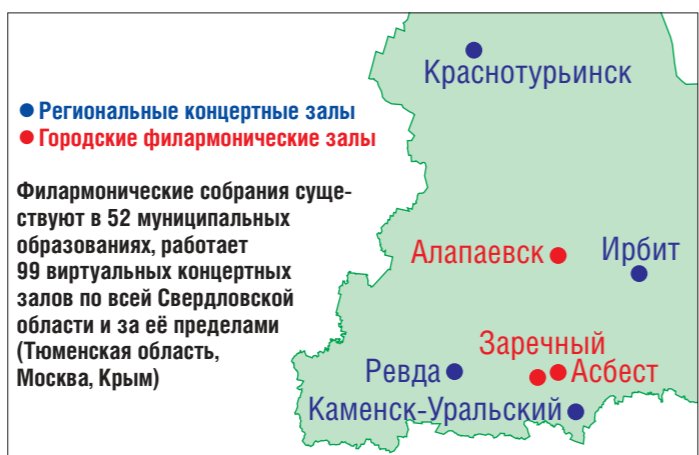 Краснотурьинск
Региональные концертные залы
Городские филармонические залы
Филармонические собрания суще-
ствуют в 52 муниципальных
образованиях, работает
99 виртуальных концертных
залов по всей Свердловской
области и за её пределами
(Тюменская область,
Москва, Крым)
Алапаевск
Ирбит
Заречный
Ревда
Асбест
Каменск-Уральский